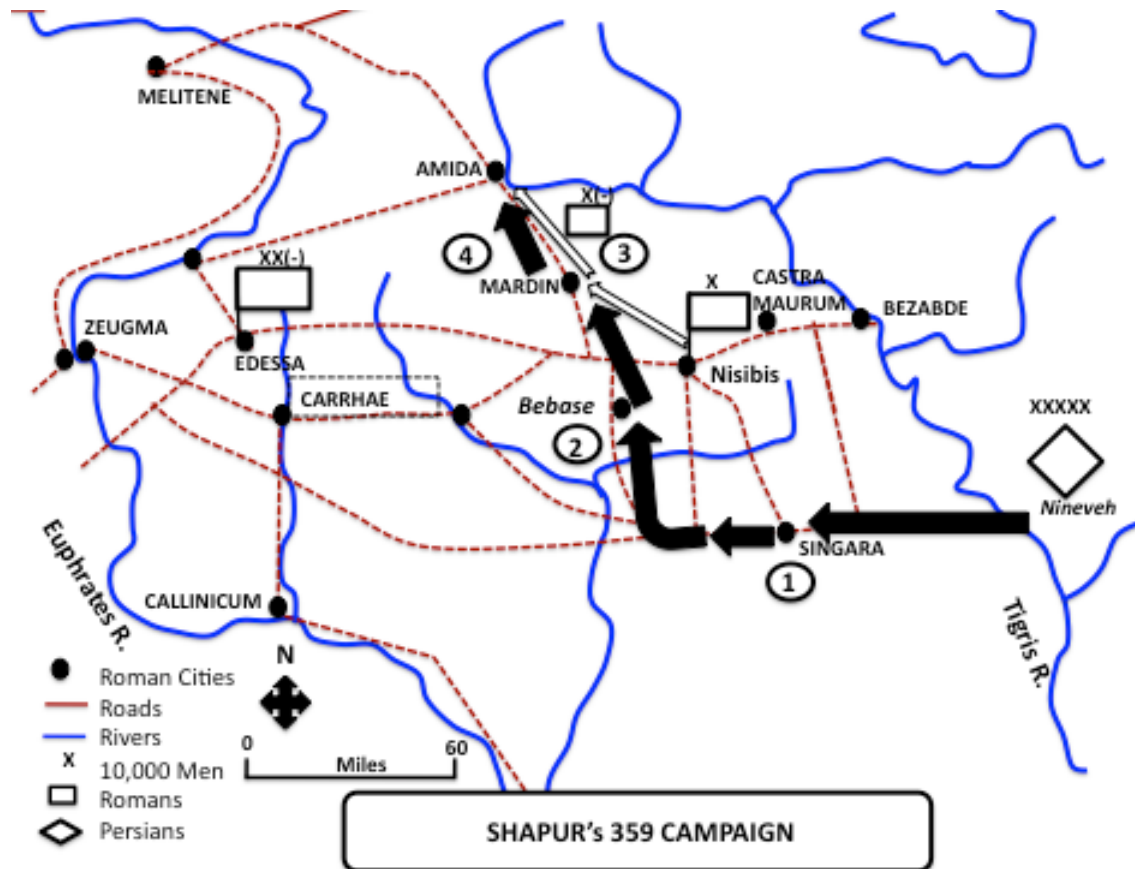 MELITENE
AMIDA
X(-)
4
3
XX(-)
MARDIN
X
CASTRA
MAURUM
BEZABDE
ZEUGMA
EDESSA
Nisibis
CARRHAE
Bebase
XXXXX
2
Nineveh
SINGARA
1
Euphrates R.
CALLINICUM
Tigris R.
N
Roman Cities
Roads
Rivers
0
60
Miles
X
10,000 Men
Romans
Persians
SHAPUR's 359 CAMPAIGN